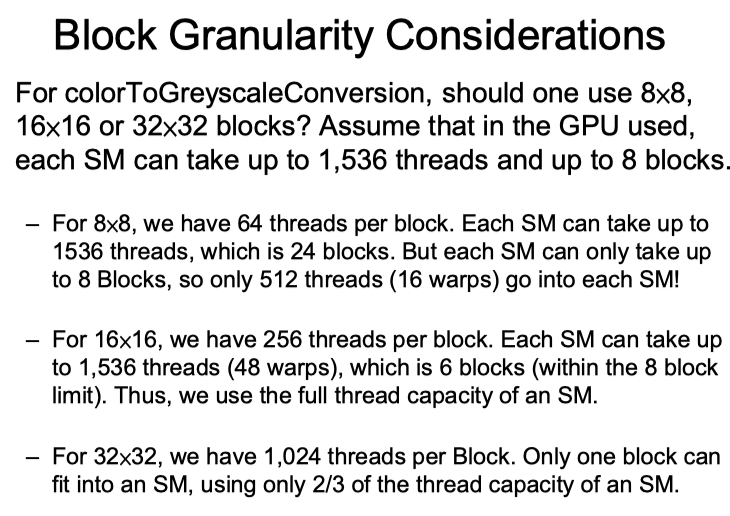 Block Granularity Considerations
For colorToGreyscaleConversion, should one use 8×8,
16×16 or 32×32 blocks? Assume that in the GPU used,
each SM can take up to 1,536 threads and up to 8 blocks.
– For 8×8, we have 64 threads per block. Each SM can take up to
1536 threads, which is 24 blocks. But each SM can only take up
to 8 Blocks, so only 512 threads (16 warps) go into each SM!
– For 16×16, we have 256 threads per block. Each SM can take up
to 1,536 threads (48 warps), which is 6 blocks (within the 8 block
limit). Thus, we use the full thread capacity of an SM.
– For 32×32, we have 1,024 threads per Block. Only one block can
fit into an SM, using only 2/3 of the thread capacity of an SM.